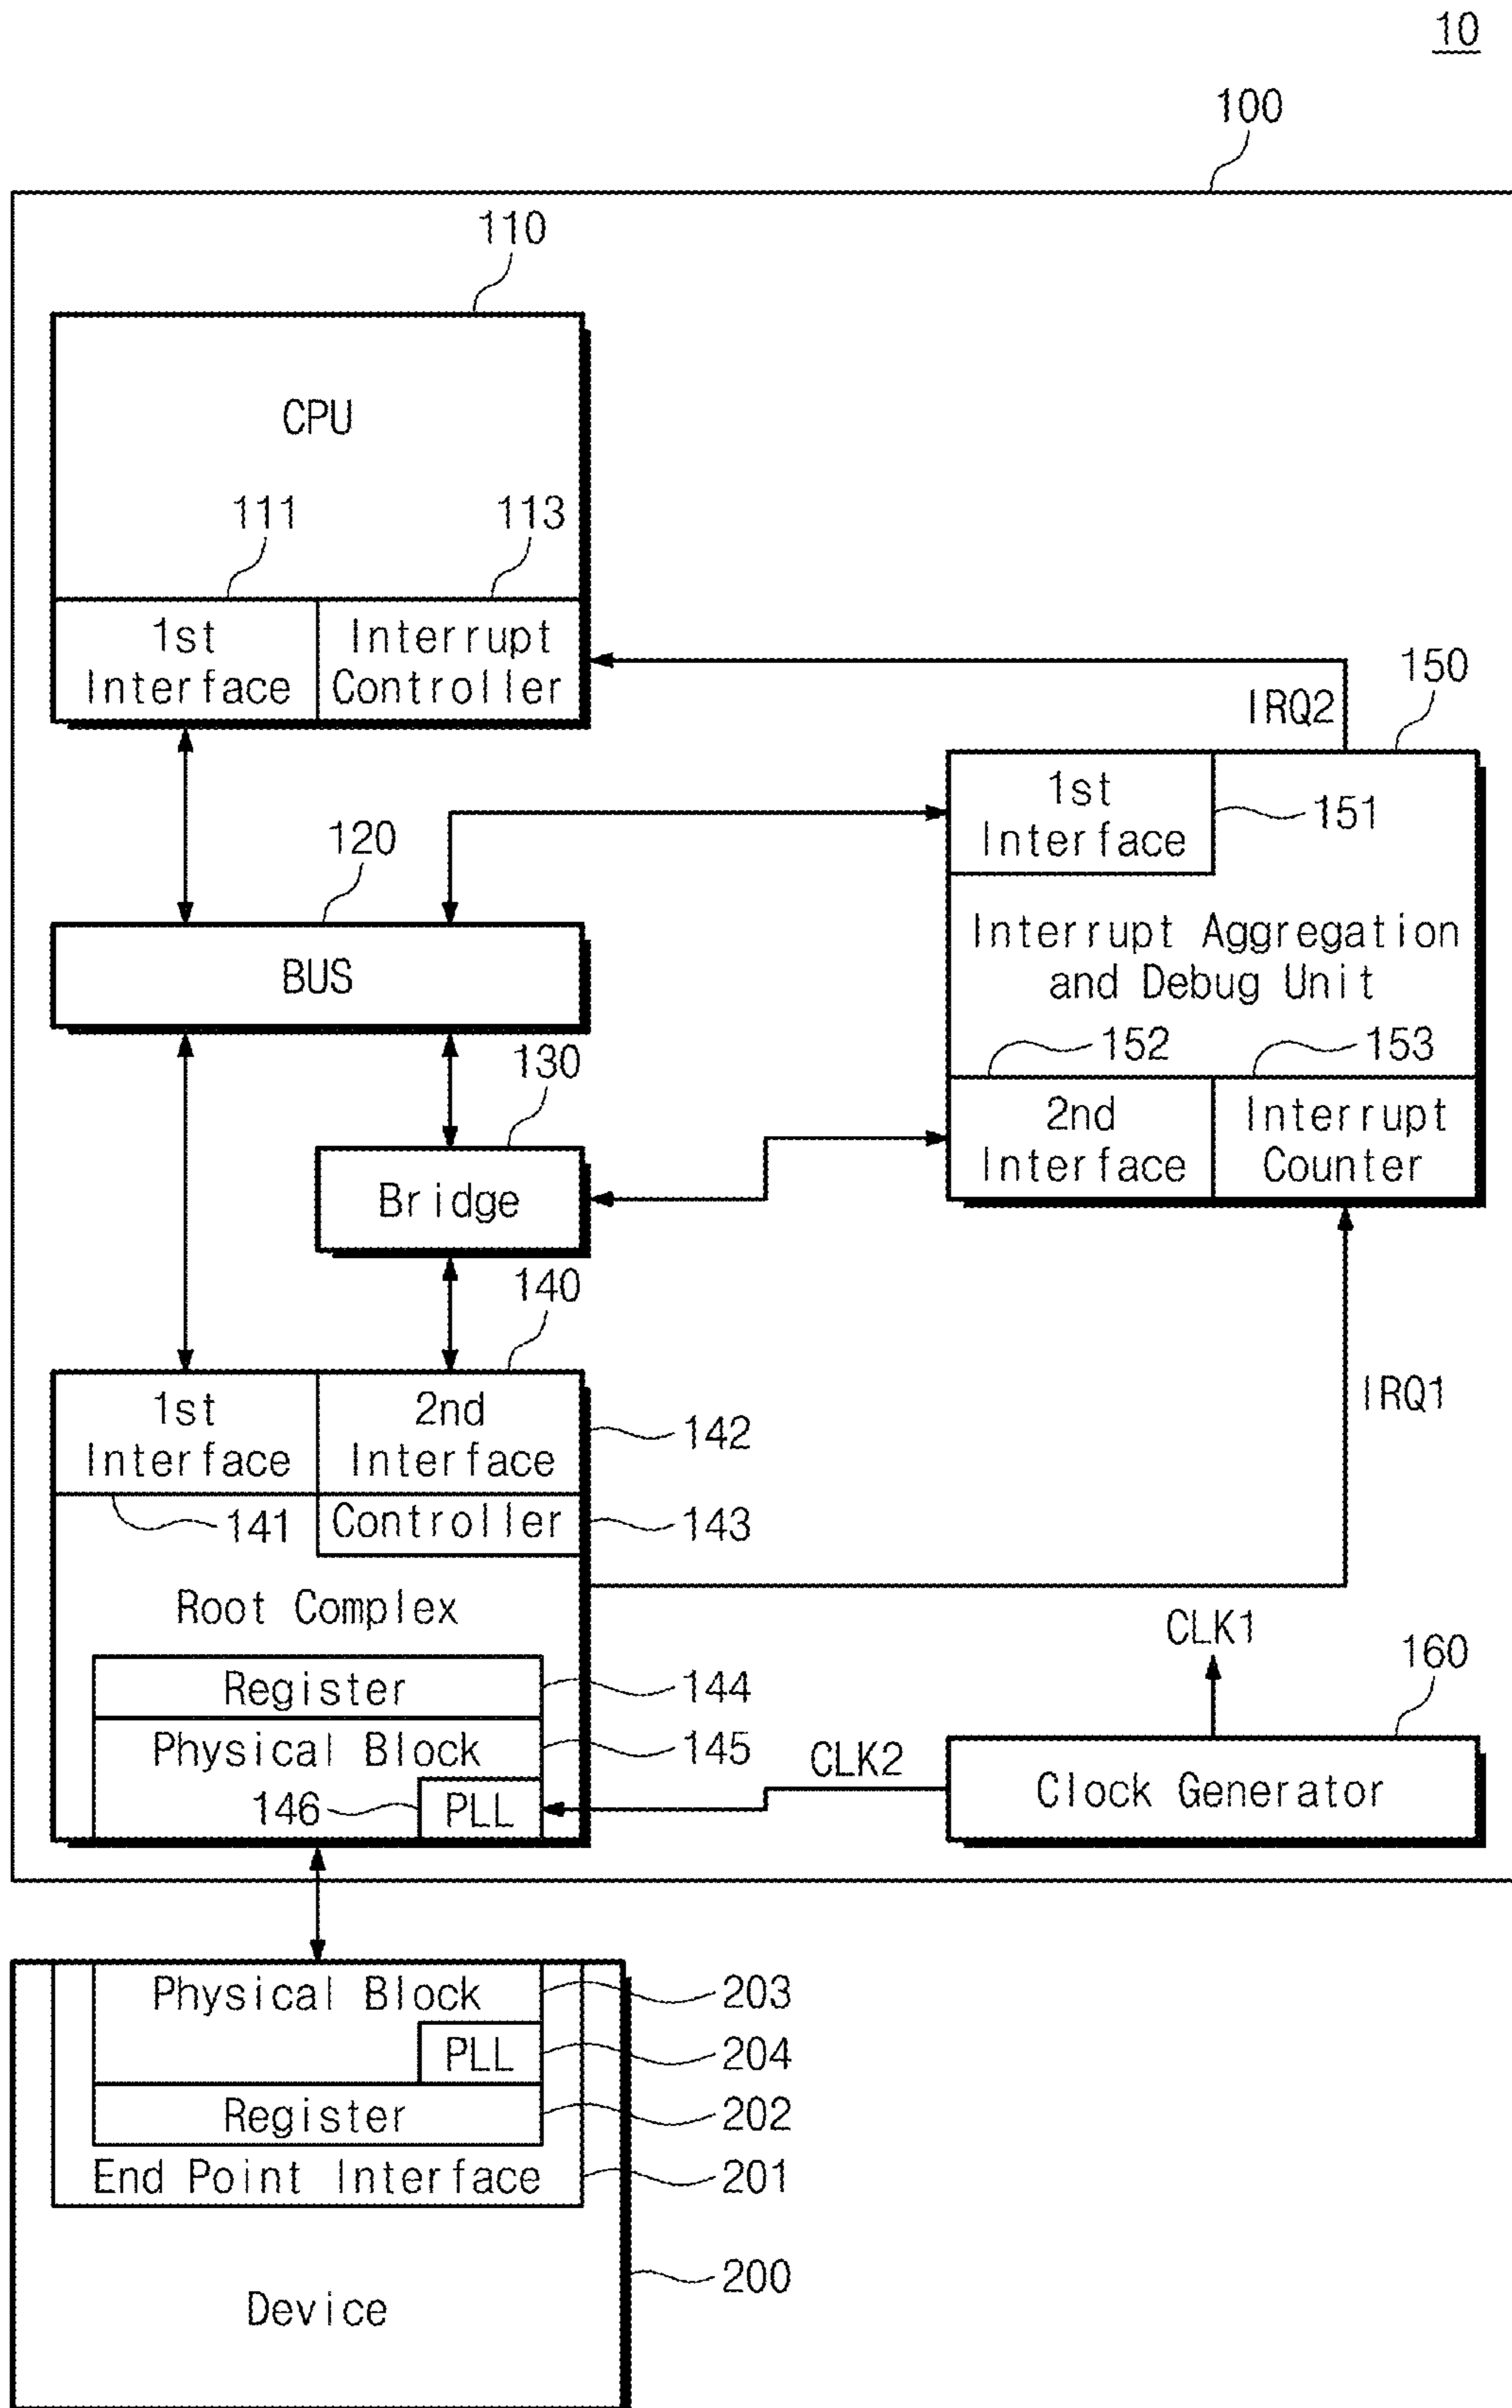 10
100
110
CPU
111
113
1st
Interface
Interrupt
Controller
IRQ2
150
1st
Interface
151
120
BUS
Interrupt Aggregation
and Debug Unit
152
153
130
2nd
Interface
Interrupt
Counter
Bridge
140
IRQ1
1st
Interface
2nd
Interface
142
141
Controller
143
Root Complex
CLK1
160
Register
144
Physical Block
145
CLK2
Clock Generator
146
PLL
Physical Block
203
PLL
204
Register
202
End Point Interface
201
200
Device